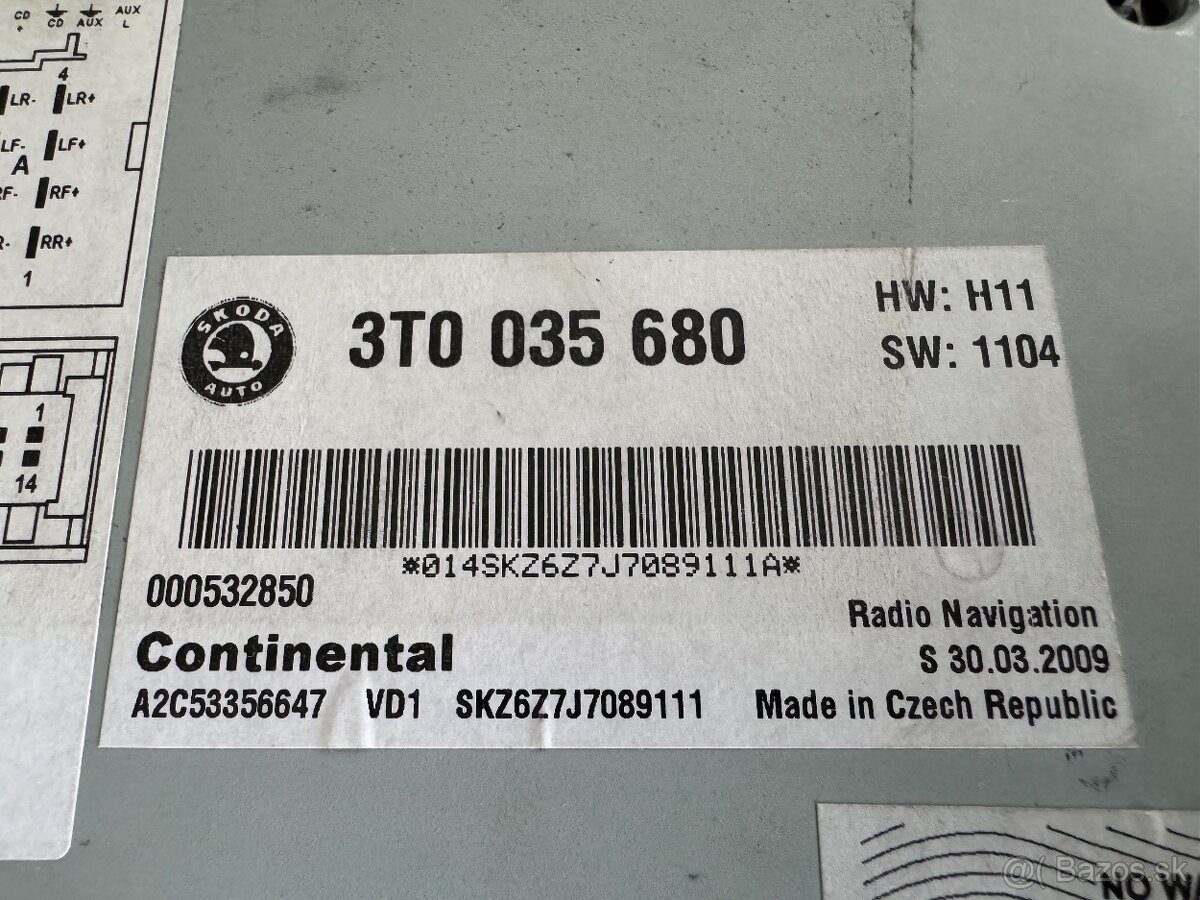 CD CD AUX AUX
+ L
4
LR- LR+
LF- LF+
A
RF- RF+
R- RR+
1
1
14
SKODA
AUTO
3T0 035 680
HW: H11
SW: 1104
*014SKZ6Z7J7089111A*
000532850
Radio Navigation
Continental
S 30.03.2009
A2C53356647 VD1 SKZ6Z7J7089111 Made in Czech Republic
Bazos.sk
NO WA